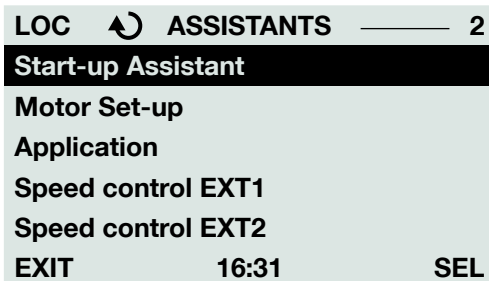 LOC ↻ ASSISTANTS 2
Start-up Assistant
Motor Set-up
Application
Speed control EXT1
Speed control EXT2
EXIT 16:31 SEL